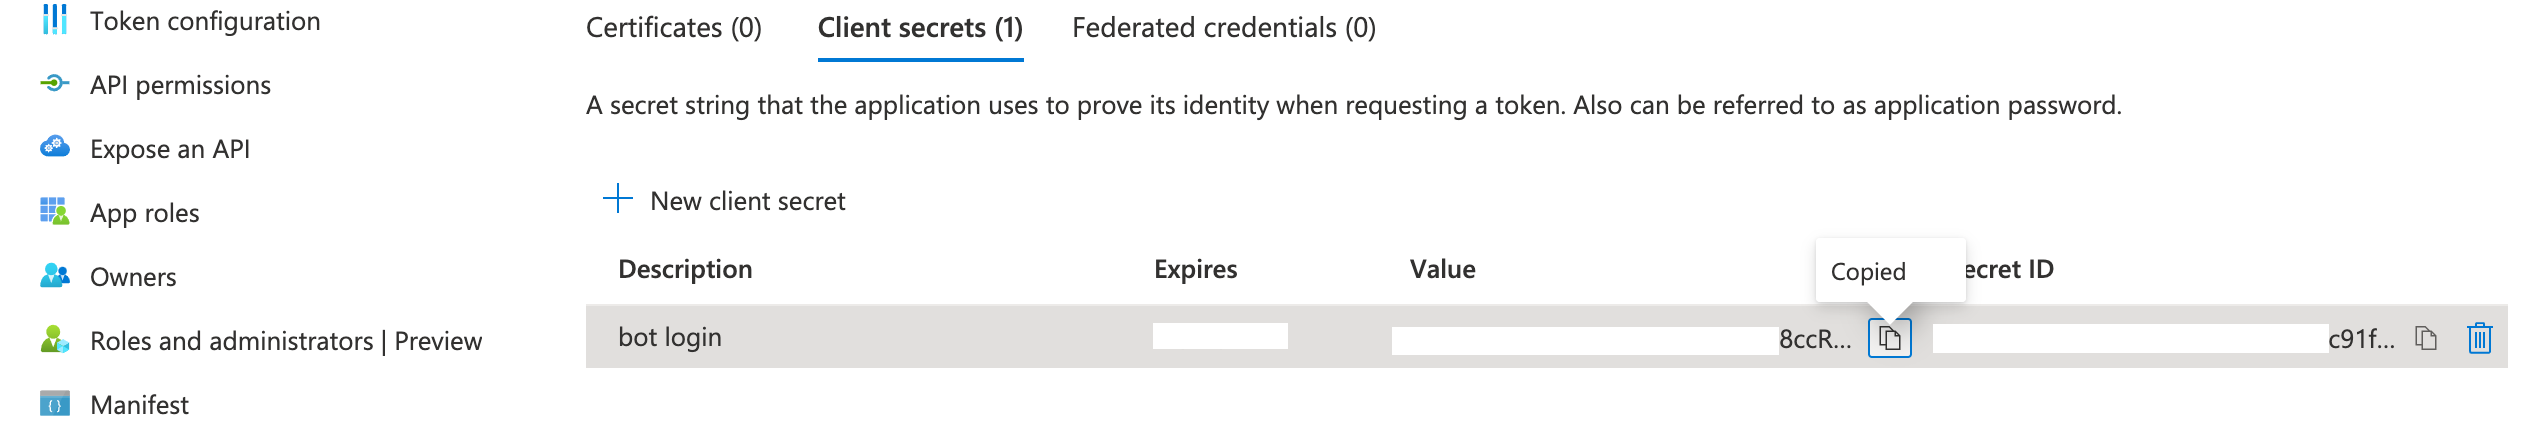 Token configuration
API permissions
Expose an API
App roles
Owners
Roles and administrators | Preview
Manifest
Certificates (0) Client secrets (1) Federated credentials (0)
A secret string that the application uses to prove its identity when requesting a token. Also can be referred to as application password.
New client secret
Description Expires Value Copied ecret ID
bot login 8ccR... c91f...